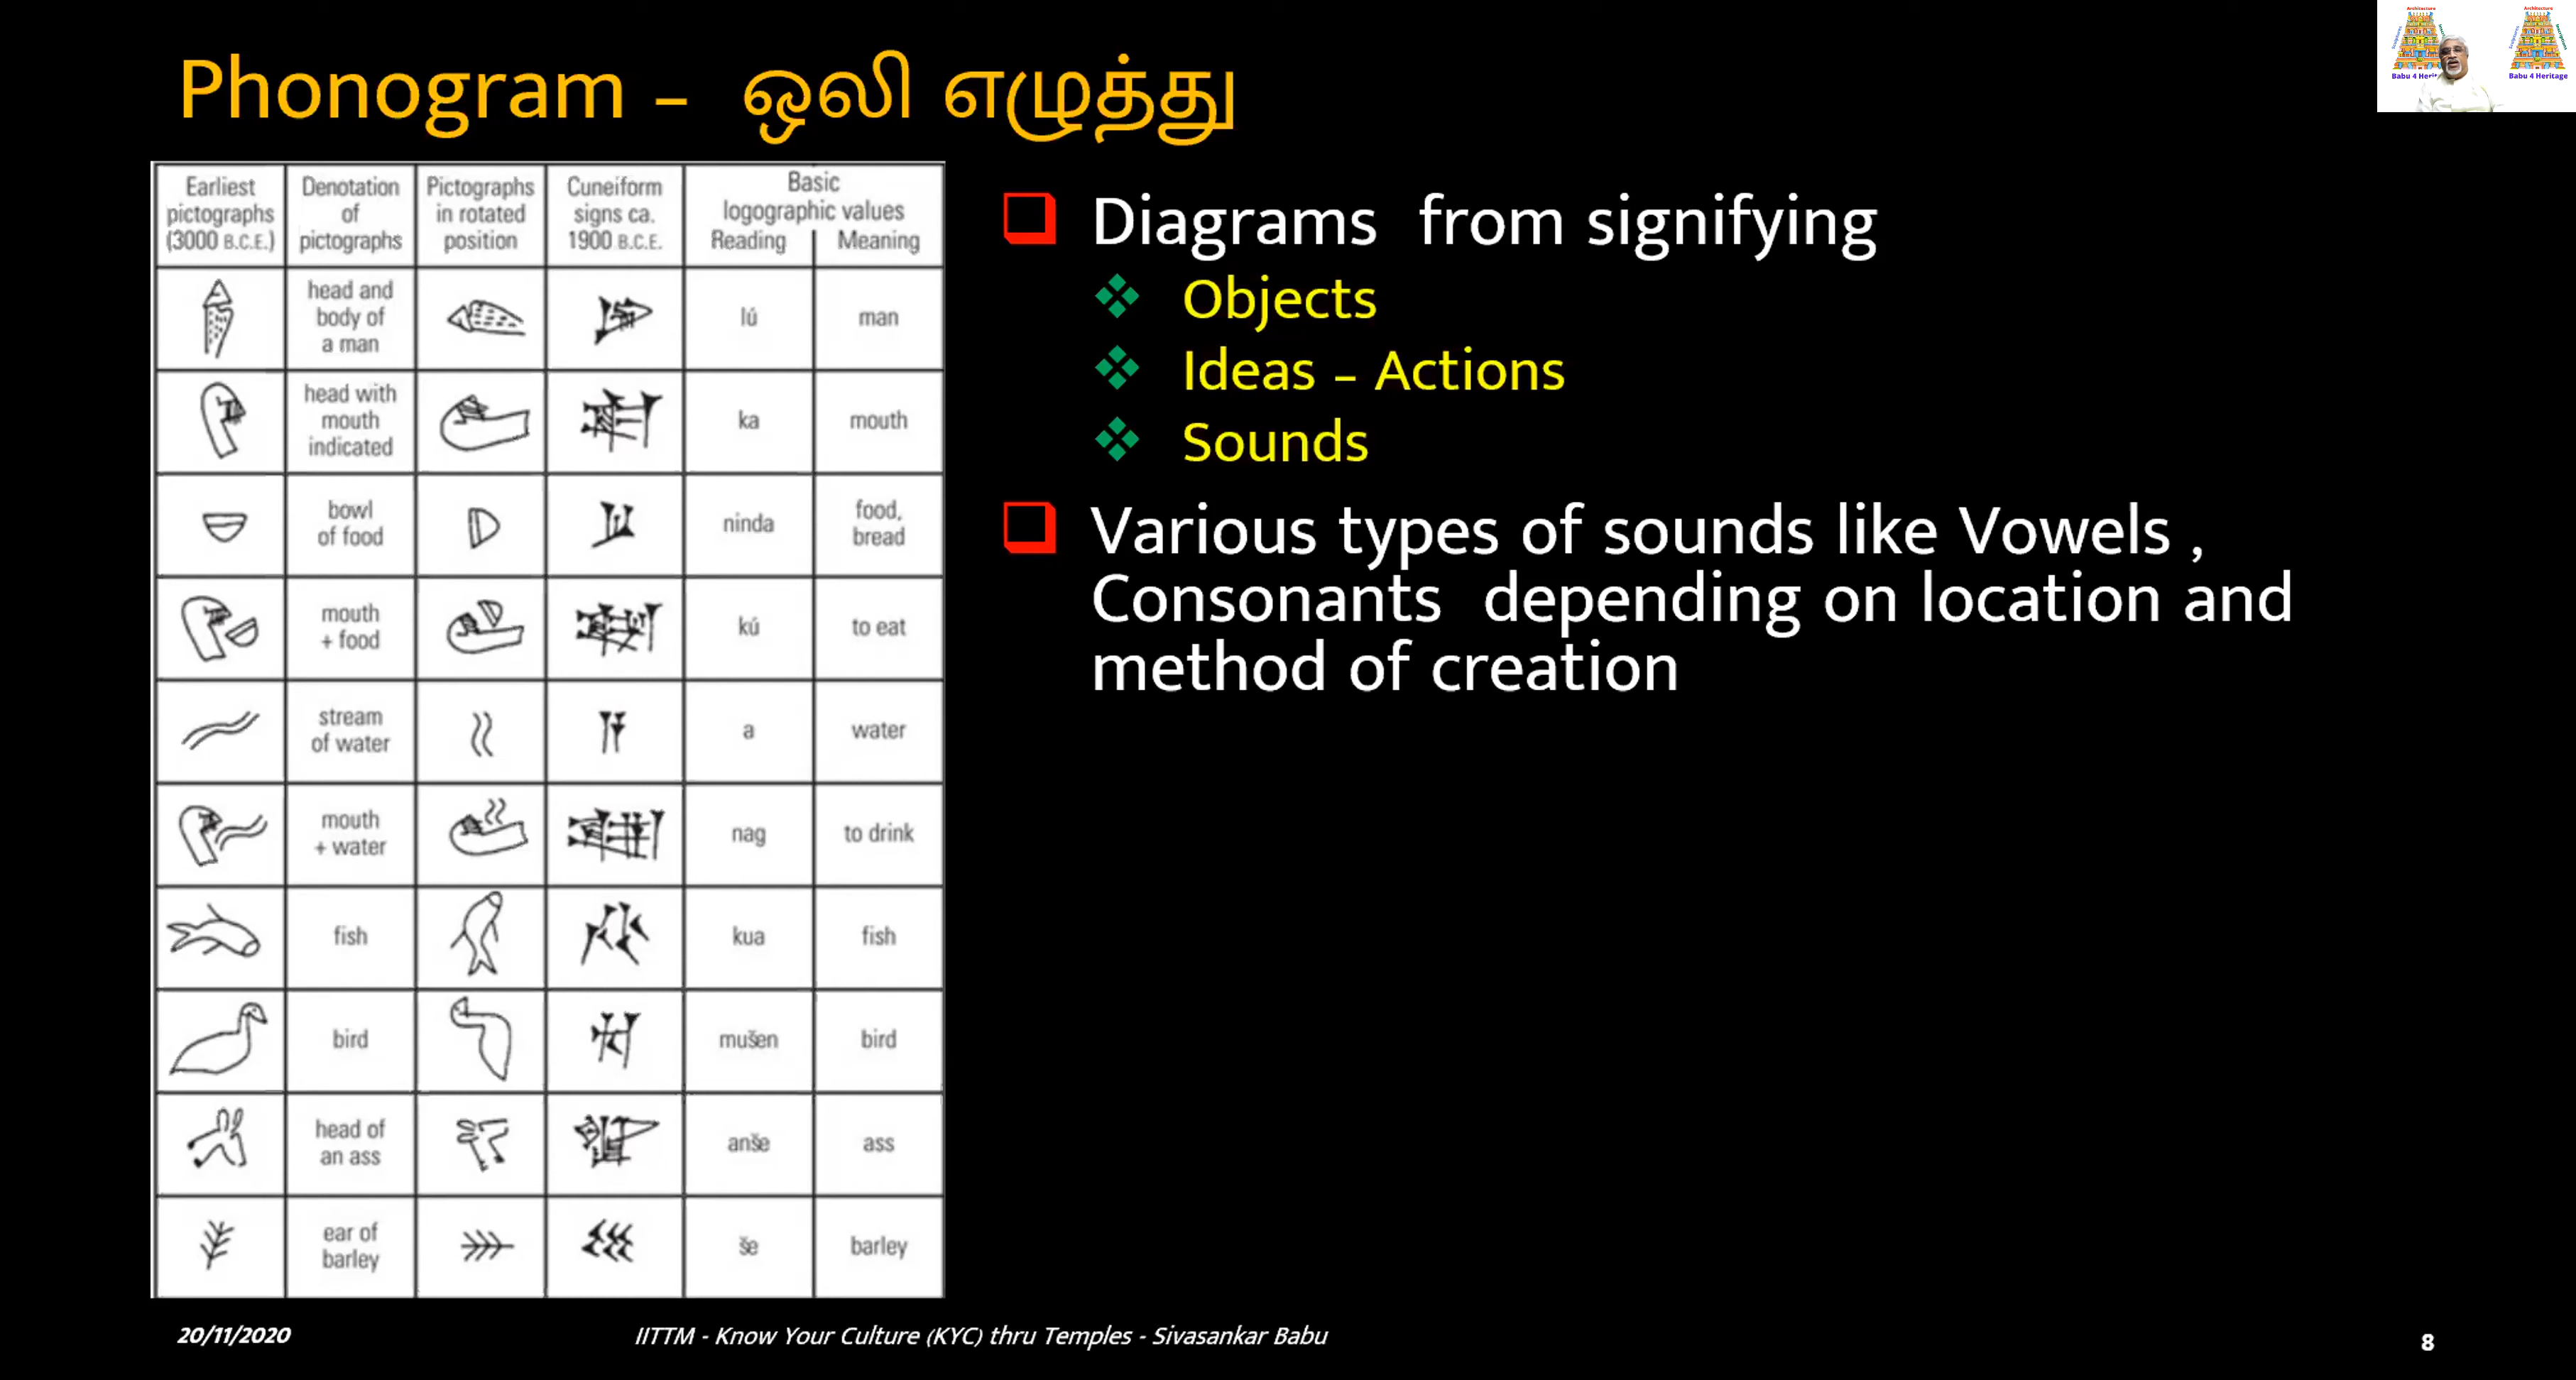 Phonogram – ஒலி எழுத்து
Babu 4 Heritage
Earliest pictographs (3000 B.C.E.) | Denotation of pictographs | Pictographs in rotated position | Cuneiform signs ca. 1900 B.C.E. | Basic logographic values Reading | Meaning
head and body of a man | lú | man
head with mouth indicated | ka | mouth
bowl of food | ninda | food, bread
mouth + food | kú | to eat
stream of water | a | water
mouth + water | nag | to drink
fish | kua | fish
bird | mušen | bird
head of an ass | anše | ass
ear of barley | še | barley
Diagrams from signifying
Objects
Ideas – Actions
Sounds
Various types of sounds like Vowels ,
Consonants depending on location and
method of creation
20/11/2020
IITTM - Know Your Culture (KYC) thru Temples - Sivasankar Babu
8